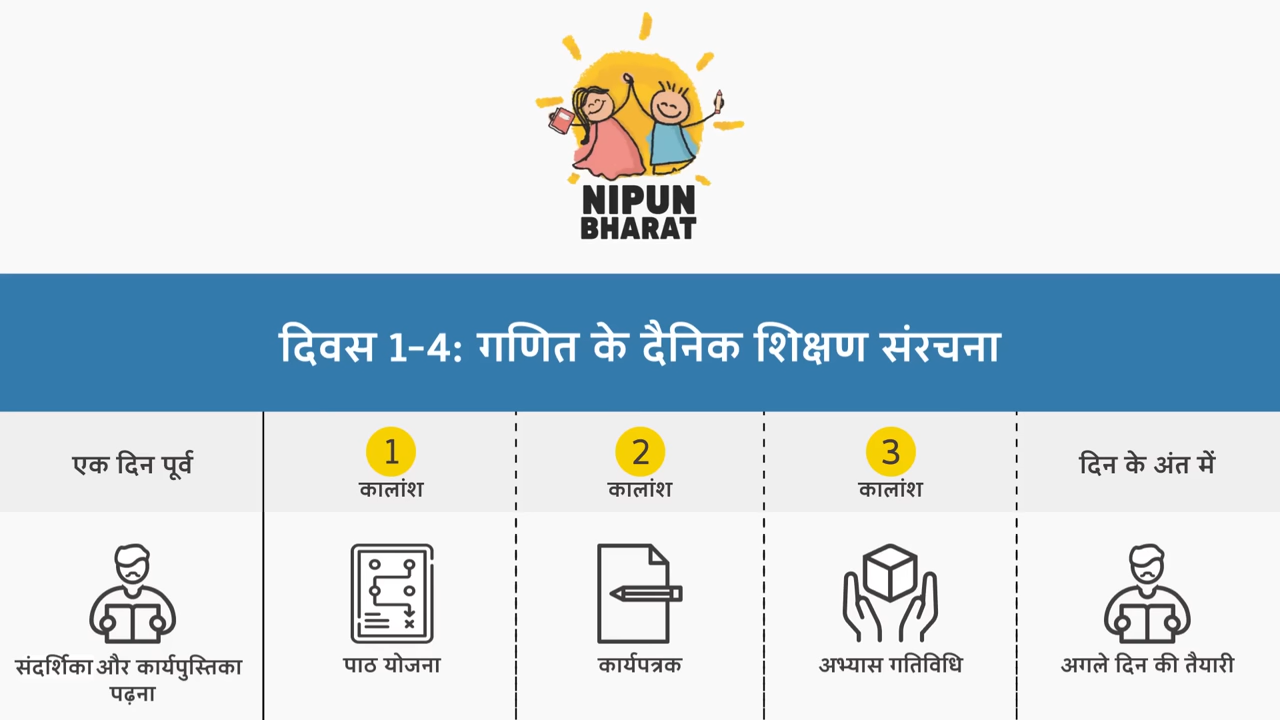 NIPUN
BHARAT
दिवस 1-4: गणित के दैनिक शिक्षण संरचना
एक दिन पूर्व
1
कालांश
2
कालांश
3
कालांश
दिन के अंत में
संदर्शिका और कार्यपुस्तिका
पढ़ना
पाठ योजना
कार्यपत्रक
अभ्यास गतिविधि
अगले दिन की तैयारी